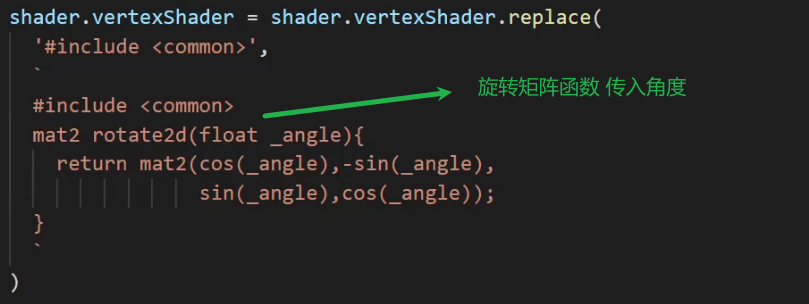 shader.vertexShader = shader.vertexShader.replace(
'#include <common>',
`
#include <common>
旋转矩阵函数 传入角度
mat2 rotate2d(float _angle){
return mat2(cos(_angle),-sin(_angle),
sin(_angle),cos(_angle));
}
`
)